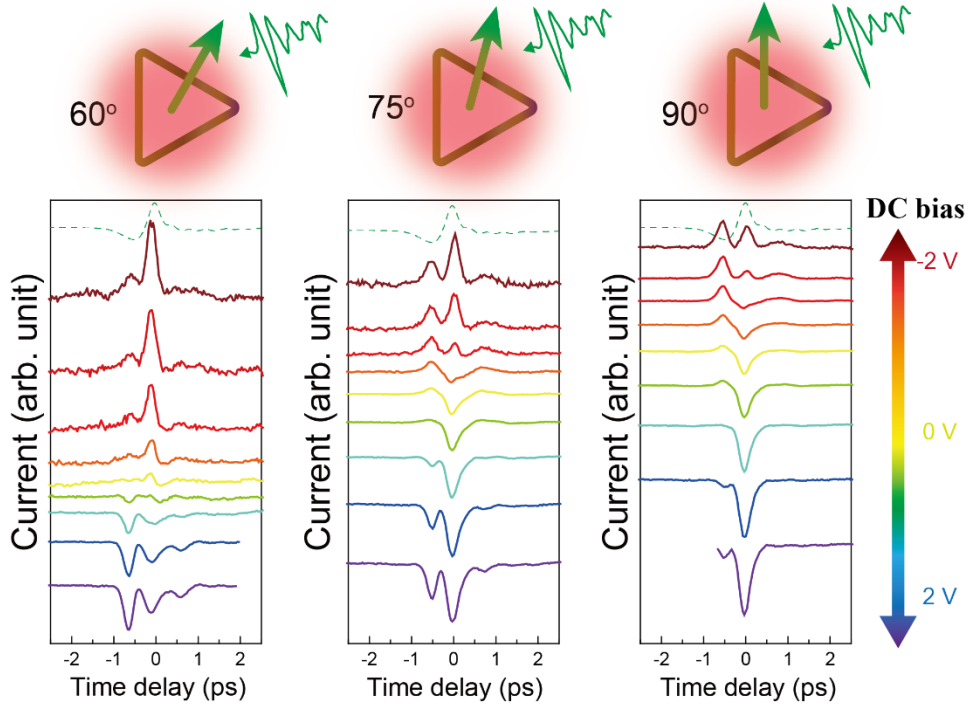 60°
75°
90°
DC bias
-2 V
0 V
2 V
Current (arb. unit)
-2 -1 0 1 2
Time delay (ps)
Current (arb. unit)
-2 -1 0 1 2
Time delay (ps)
Current (arb. unit)
-2 -1 0 1 2
Time delay (ps)